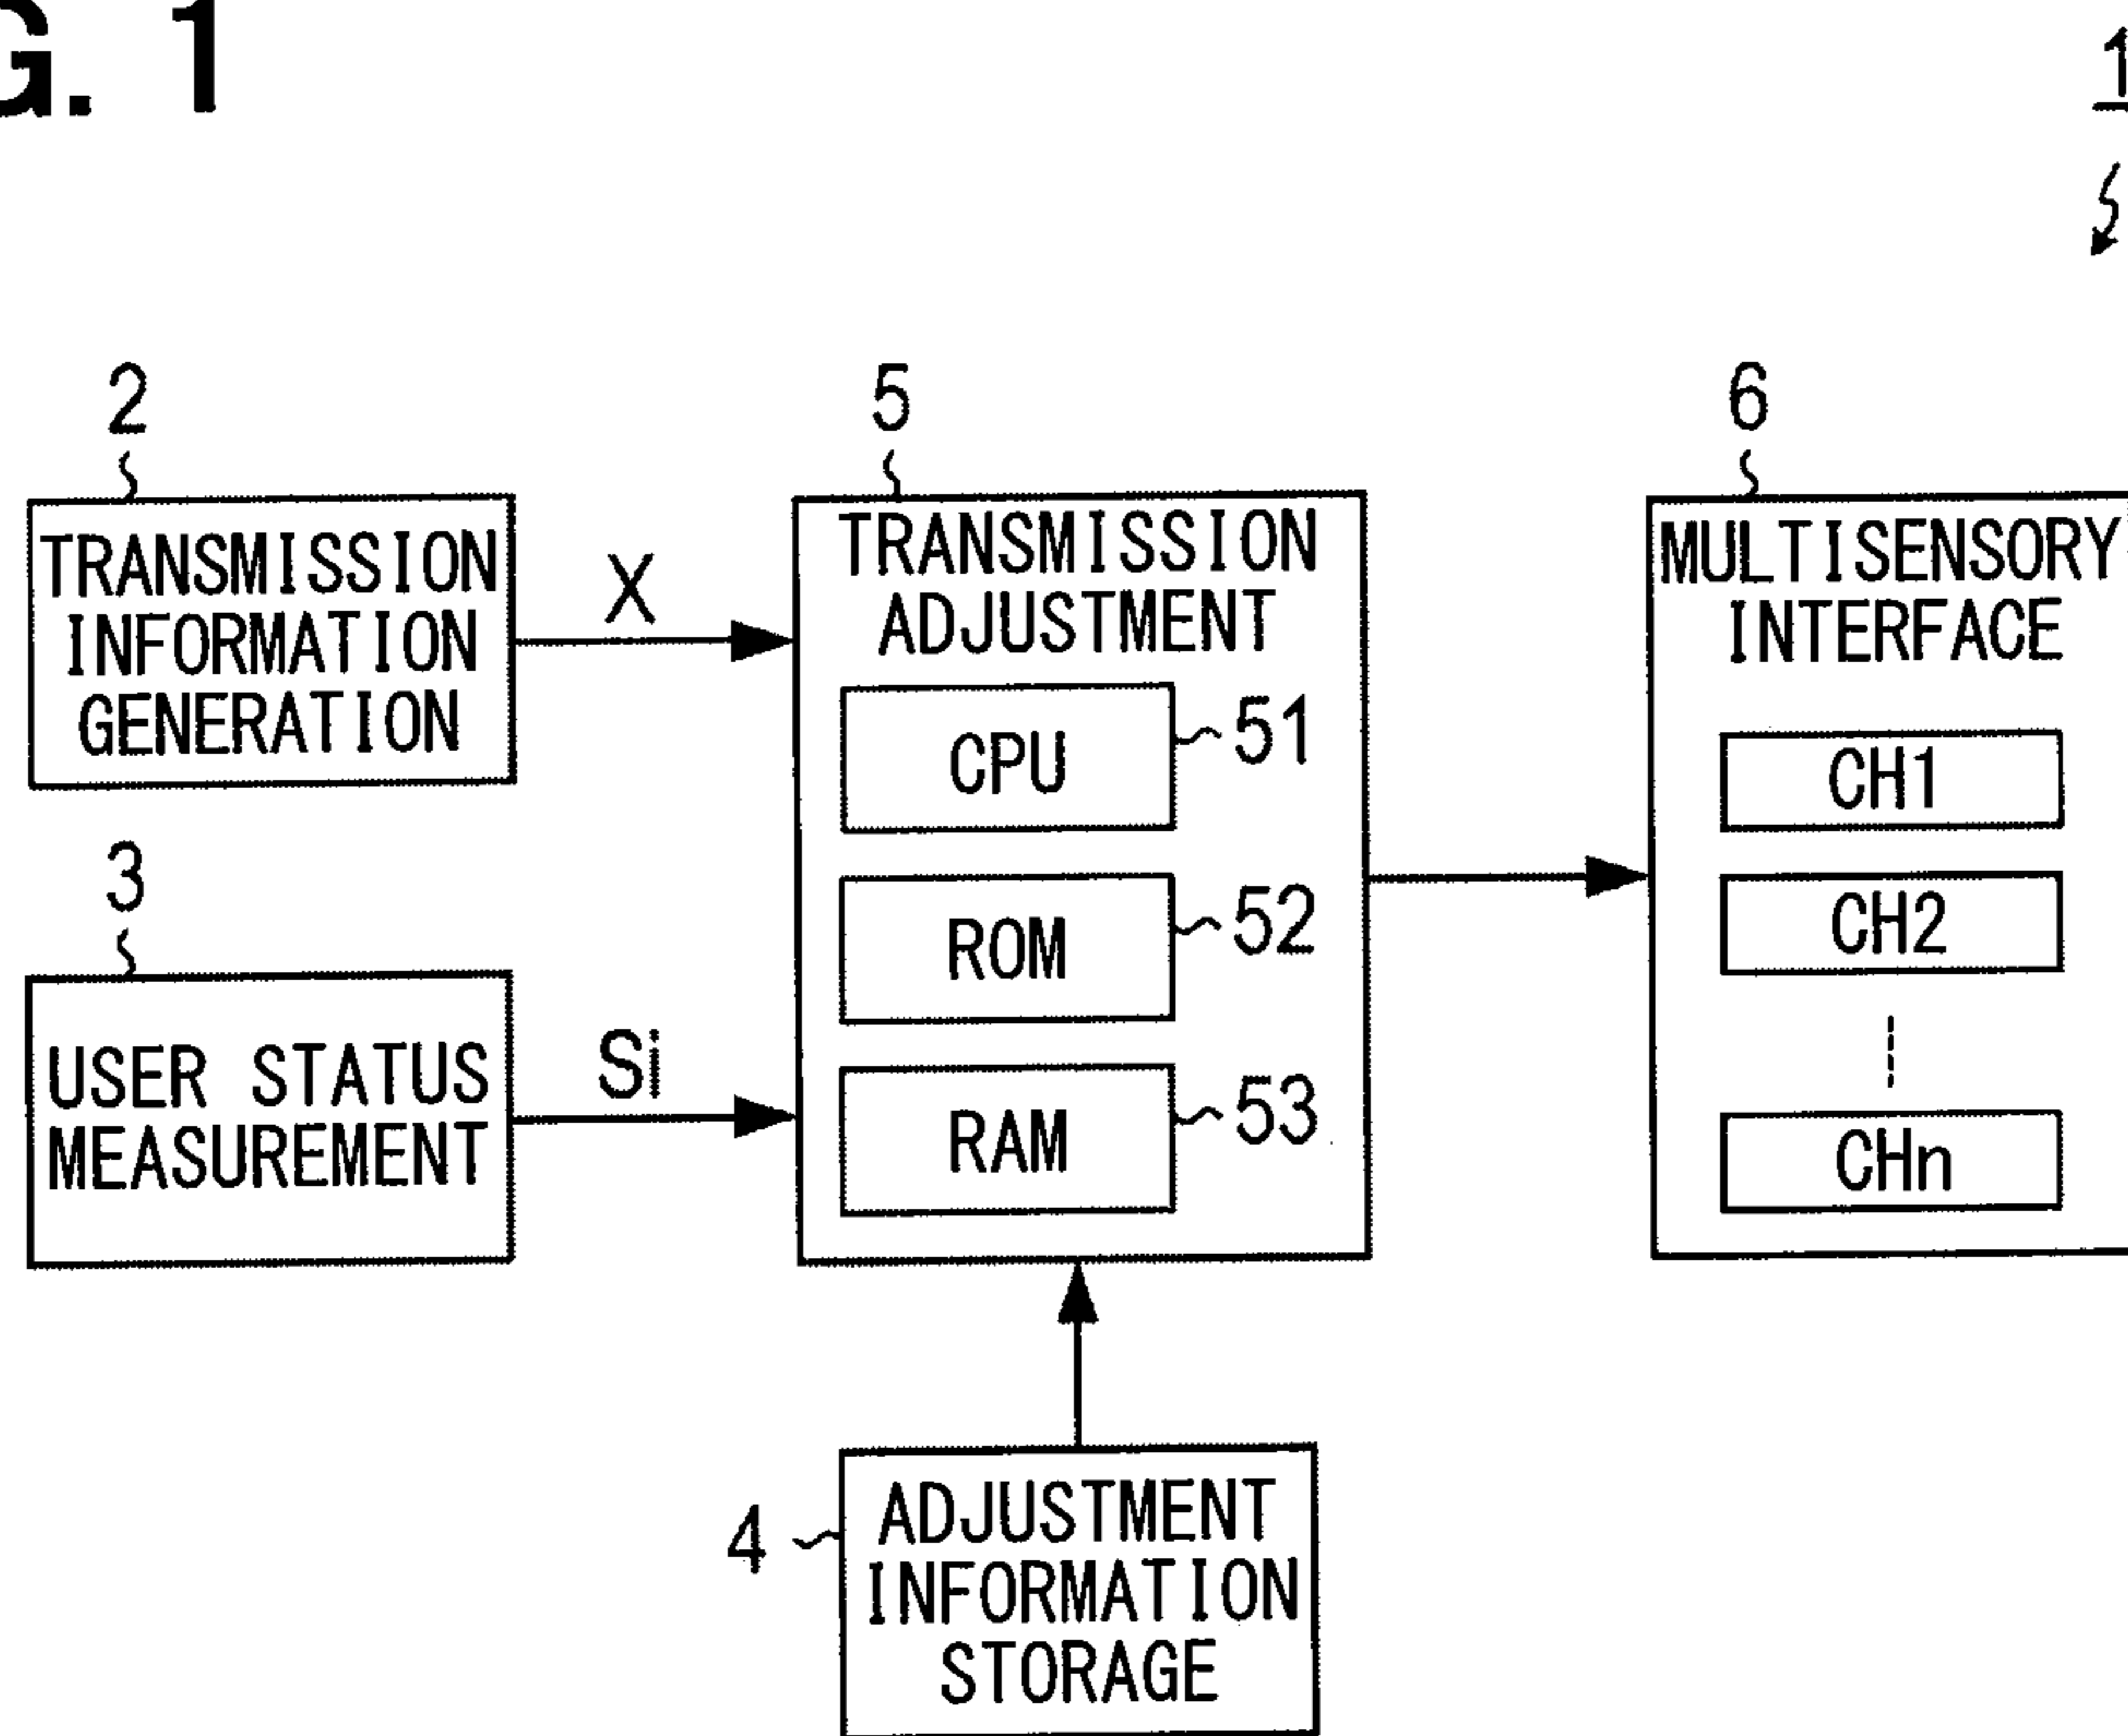 G. 1
1
2
TRANSMISSION
INFORMATION
GENERATION
X
3
USER STATUS
MEASUREMENT
Si
5
TRANSMISSION
ADJUSTMENT
CPU
51
ROM
52
RAM
53
4
ADJUSTMENT
INFORMATION
STORAGE
6
MULTISENSORY
INTERFACE
CH1
CH2
CHn